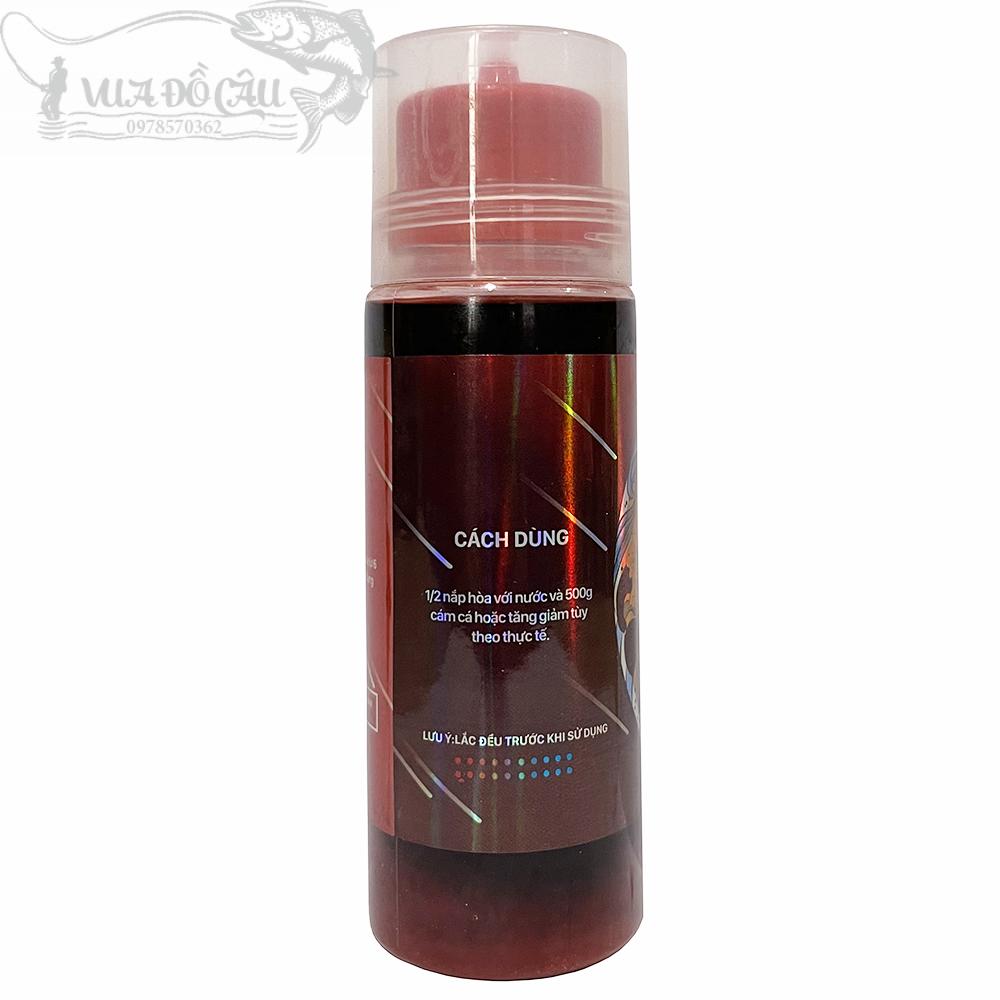 VUA ĐỒ CÂU
0978570362
CÁCH DÙNG
1/2 nắp hòa với nước và 500g
cám cá hoặc tăng giảm tùy
theo thực tế.
LƯU Ý:LẮC ĐỀU TRƯỚC KHI SỬ DỤNG